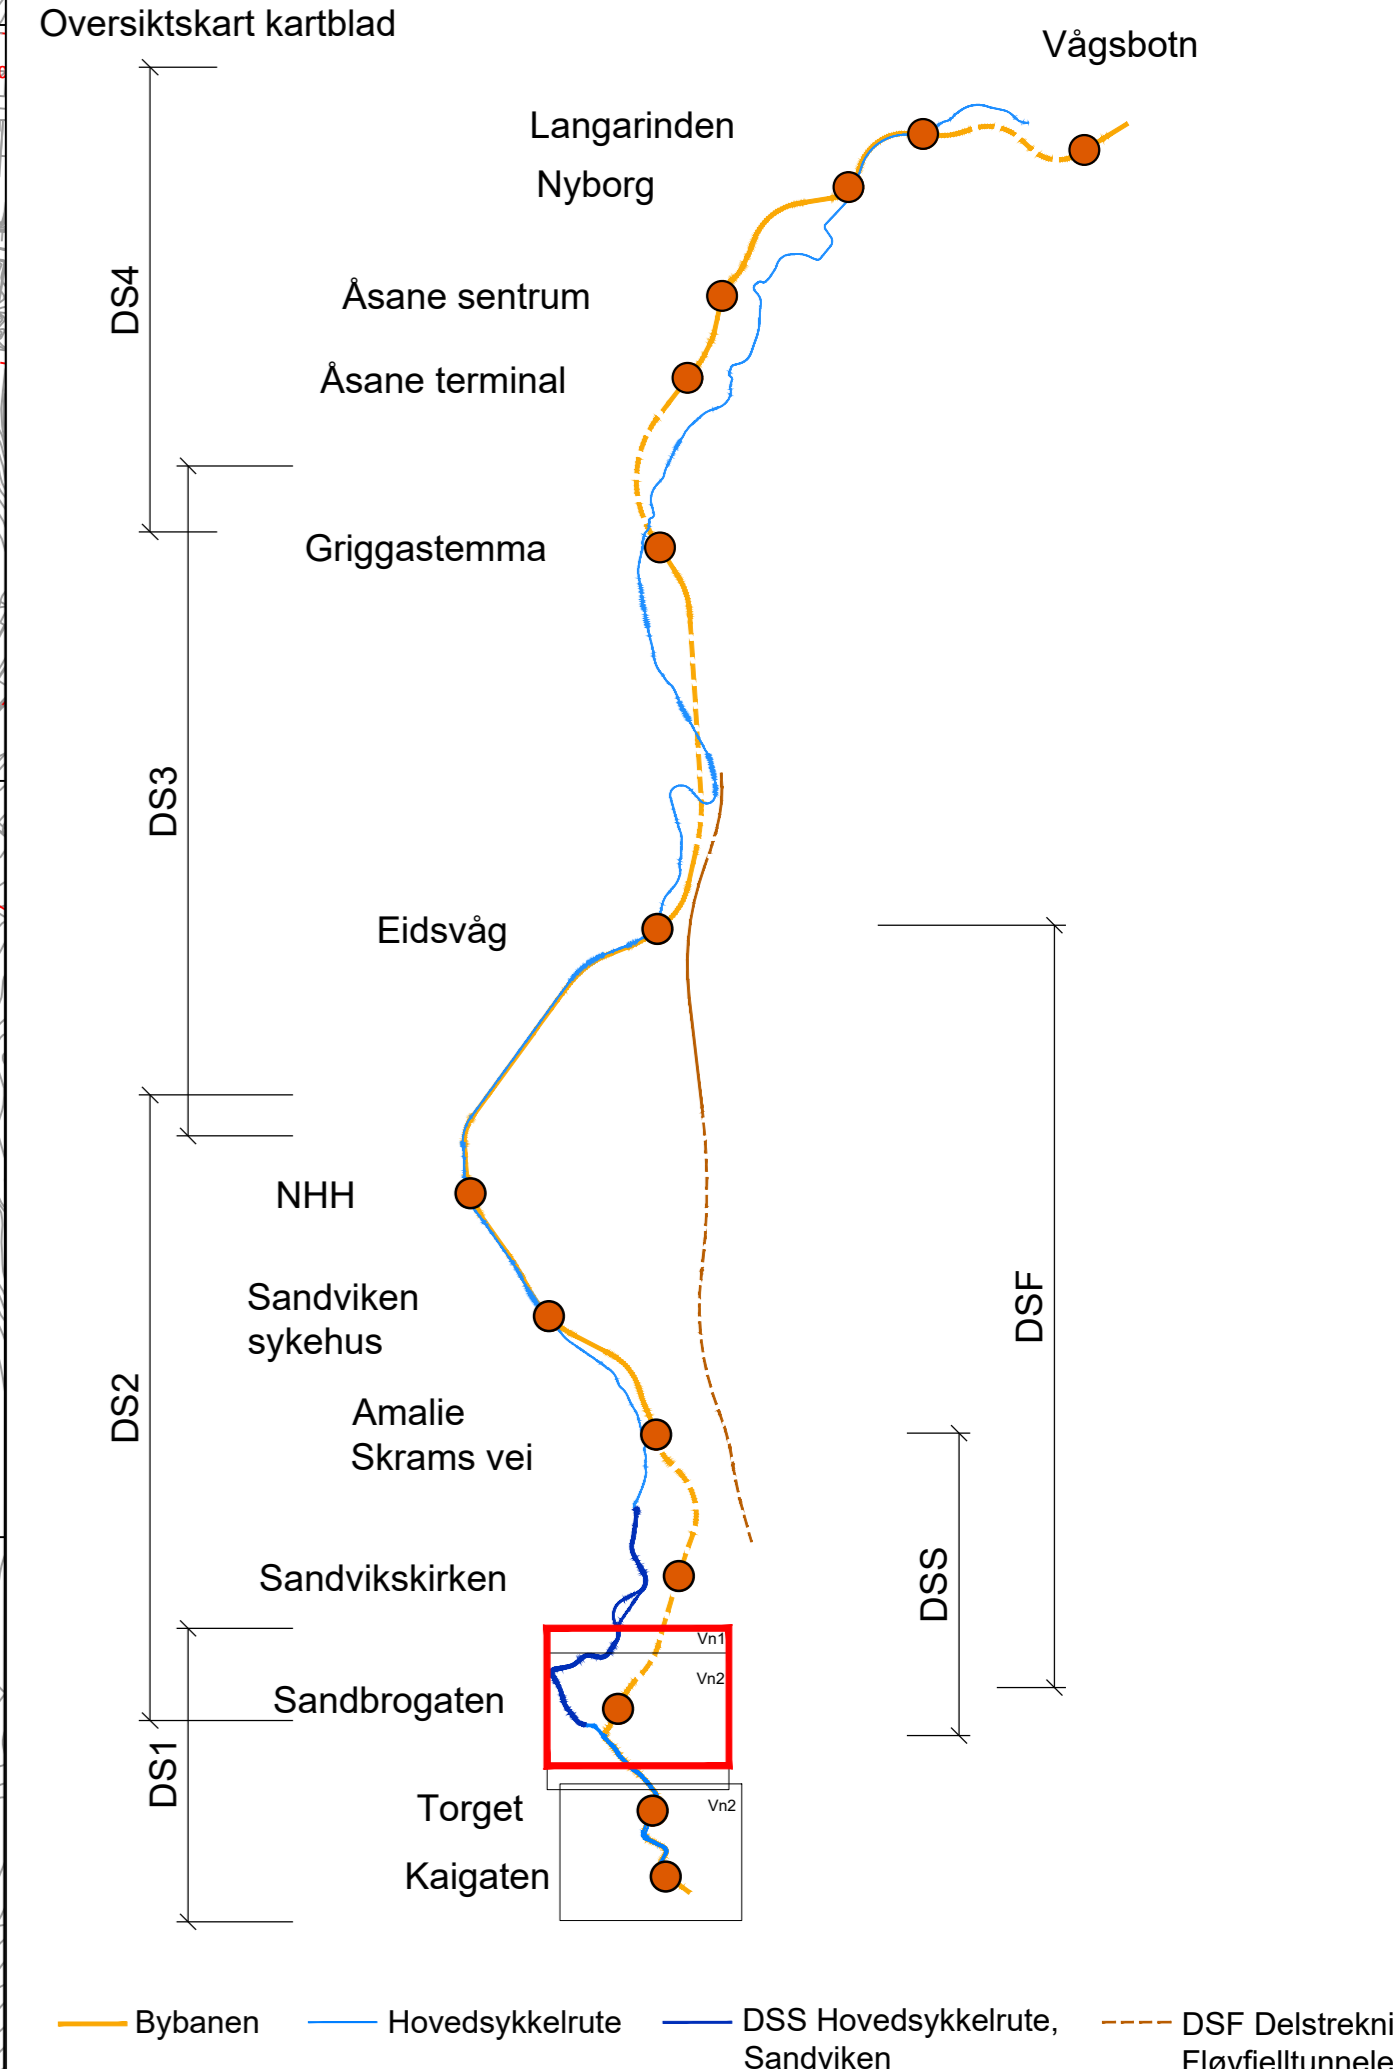 Oversiktskart kartblad
Vågsbotn
Langarinden
Nyborg
DS4
Åsane sentrum
Åsane terminal
Griggastemma
DS3
Eidsvåg
NHH
DSF
Sandviken
sykehus
DS2
Amalie
Skrams vei
DSS
Sandvikskirken
Vn1
Vn2
Sandbrogaten
DS1
Torget
Vn2
Kaigaten
Bybanen
Hovedsykkelrute
DSS Hovedsykkelrute,
Sandviken
DSF Delstrekni
Fløyfjelltunnele